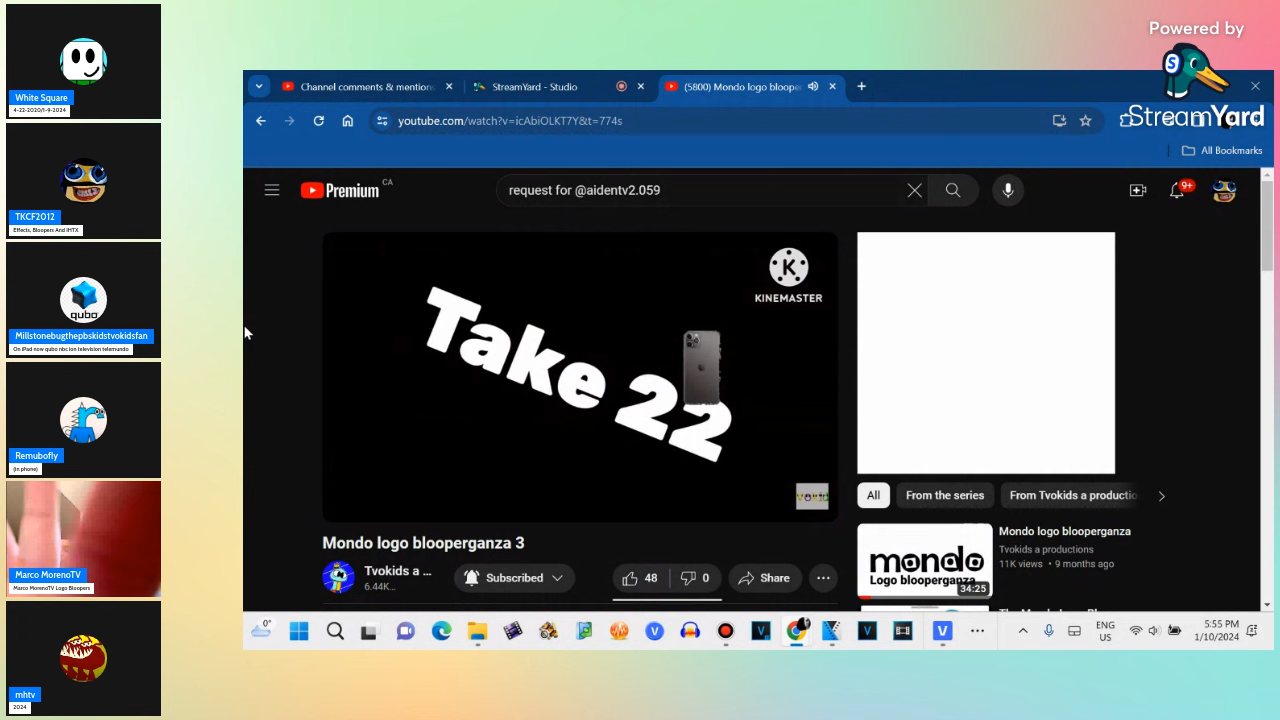 White Square
4-22-2020/1-9-2024
TKCF2012
Effects, Bloopers And IHTX
qubo
Millstonebugthepbskidstvokidsfan
On iPad now qubo nbc ion television telemundo
Remubofly
(in phone)
Marco MorenoTV
Marco MorenoTV Logo Bloopers
mhtv
2024
Powered by
StreamYard
Channel comments & mention
StreamYard - Studio
(5800) Mondo logo blooper
youtube.com/watch?v=icAbiOLKT7Y&t=774s
All Bookmarks
Premium CA
request for @aidentv2.059
9+
Take 22
KINEMASTER
Mondo logo blooperganza 3
Tvokids a ...
6.44K...
Subscribed
48
0
Share
All
From the series
From Tvokids a productio
mondo
Logo blooperganza
34:25
Mondo logo blooperganza
Tvokids a productions
11K views • 9 months ago
0°
ENG
US
5:55 PM
1/10/2024